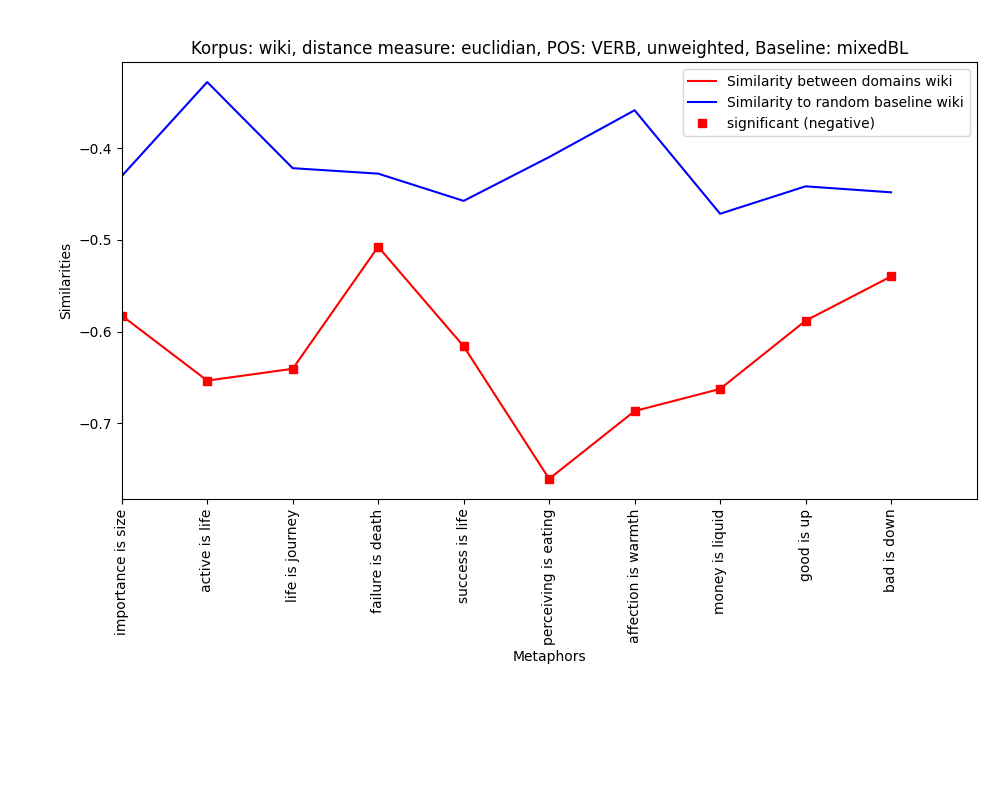 Korpus: wiki, distance measure: euclidian, POS: VERB, unweighted, Baseline: mixedBL
Similarity between domains wiki
Similarity to random baseline wiki
significant (negative)
−0.4
−0.5
−0.6
−0.7
Similarities
importance is size
active is life
life is journey
failure is death
success is life
perceiving is eating
affection is warmth
money is liquid
good is up
bad is down
Metaphors